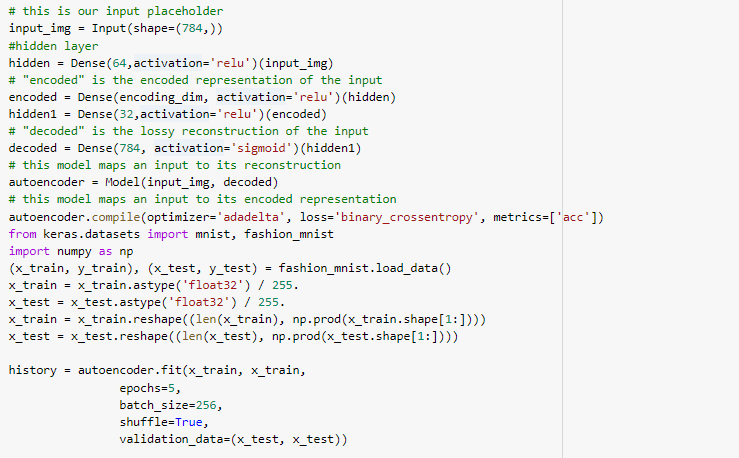 # this is our input placeholder
input_img = Input(shape=(784,))
#hidden layer
hidden = Dense(64,activation='relu')(input_img)
# "encoded" is the encoded representation of the input
encoded = Dense(encoding_dim, activation='relu')(hidden)
hidden1 = Dense(32,activation='relu')(encoded)
# "decoded" is the lossy reconstruction of the input
decoded = Dense(784, activation='sigmoid')(hidden1)
# this model maps an input to its reconstruction
autoencoder = Model(input_img, decoded)
# this model maps an input to its encoded representation
autoencoder.compile(optimizer='adadelta', loss='binary_crossentropy', metrics=['acc'])
from keras.datasets import mnist, fashion_mnist
import numpy as np
(x_train, y_train), (x_test, y_test) = fashion_mnist.load_data()
x_train = x_train.astype('float32') / 255.
x_test = x_test.astype('float32') / 255.
x_train = x_train.reshape((len(x_train), np.prod(x_train.shape[1:])))
x_test = x_test.reshape((len(x_test), np.prod(x_test.shape[1:])))

history = autoencoder.fit(x_train, x_train,
                epochs=5,
                batch_size=256,
                shuffle=True,
                validation_data=(x_test, x_test))